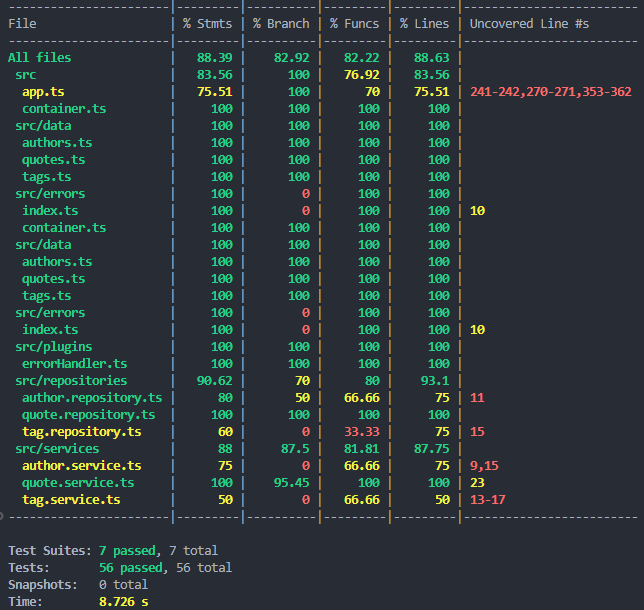 -------------------|---------|----------|---------|---------|-------------------
File | % Stmts | % Branch | % Funcs | % Lines | Uncovered Line #s
-------------------|---------|----------|---------|---------|-------------------
All files | 88.39 | 82.92 | 82.22 | 88.63 |
src | 83.56 | 100 | 76.92 | 83.56 |
app.ts | 75.51 | 100 | 70 | 75.51 | 241-242,270-271,353-362
container.ts | 100 | 100 | 100 | 100 |
src/data | 100 | 100 | 100 | 100 |
authors.ts | 100 | 100 | 100 | 100 |
quotes.ts | 100 | 100 | 100 | 100 |
tags.ts | 100 | 100 | 100 | 100 |
src/errors | 100 | 0 | 100 | 100 |
index.ts | 100 | 0 | 100 | 100 | 10
container.ts | 100 | 100 | 100 | 100 |
src/data | 100 | 100 | 100 | 100 |
authors.ts | 100 | 100 | 100 | 100 |
quotes.ts | 100 | 100 | 100 | 100 |
tags.ts | 100 | 100 | 100 | 100 |
src/errors | 100 | 0 | 100 | 100 |
index.ts | 100 | 0 | 100 | 100 | 10
src/plugins | 100 | 100 | 100 | 100 |
errorHandler.ts | 100 | 100 | 100 | 100 |
src/repositories | 90.62 | 70 | 80 | 93.1 |
author.repository.ts | 80 | 50 | 66.66 | 75 | 11
quote.repository.ts | 100 | 100 | 100 | 100 |
tag.repository.ts | 60 | 0 | 33.33 | 75 | 15
src/services | 88 | 87.5 | 81.81 | 87.75 |
author.service.ts | 75 | 0 | 66.66 | 75 | 9,15
quote.service.ts | 100 | 95.45 | 100 | 100 | 23
tag.service.ts | 50 | 0 | 66.66 | 50 | 13-17
-------------------|---------|----------|---------|---------|-------------------
Test Suites: 7 passed, 7 total
Tests: 56 passed, 56 total
Snapshots: 0 total
Time: 8.726 s